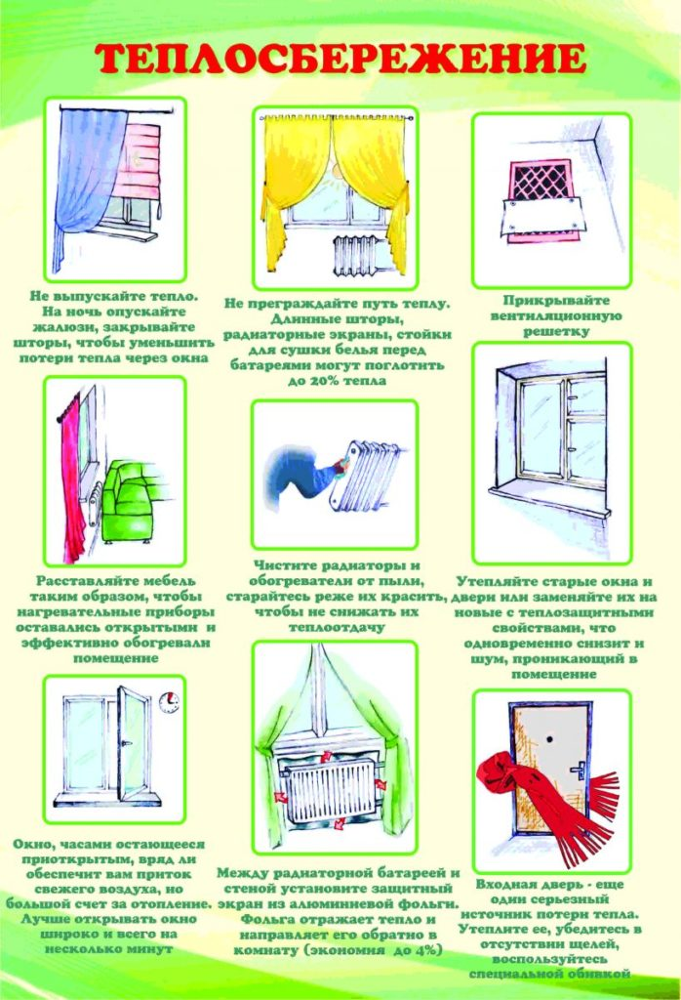 ТЕПЛОСБЕРЕЖЕНИЕ
Не выпускайте тепло.
На ночь опускайте
жалюзи, закрывайте
шторы, чтобы уменьшить
потери тепла через окна
Не преграждайте путь теплу.
Длинные шторы,
радиаторные экраны, стойки
для сушки белья перед
батареями могут поглотить
до 20% тепла
Прикрывайте
вентиляционную
решетку
Расставляйте мебель
таким образом, чтобы
нагревательные приборы
оставались открытыми и
эффективно обогревали
помещение
Чистите радиаторы и
обогреватели от пыли,
старайтесь реже их красить,
чтобы не снижать их
теплоотдачу
Утепляйте старые окна и
двери или заменяйте их на
новые с теплозащитными
свойствами, что
одновременно снизит и
шум, проникающий в
помещение
Окно, часами остающееся
приоткрытым, вряд ли
обеспечит вам приток
свежего воздуха, но
большой счет за отопление.
Лучше открывать окно
широко и всего на
несколько минут
Между радиаторной батареей и
стеной установите защитный
экран из алюминиевой фольги.
Фольга отражает тепло и
направляет его обратно в
комнату (экономия до 4%)
Входная дверь - еще
один серьезный
источник потери тепла.
Утеплите ее, убедитесь в
отсутствии щелей,
воспользуйтесь
специальной обивкой